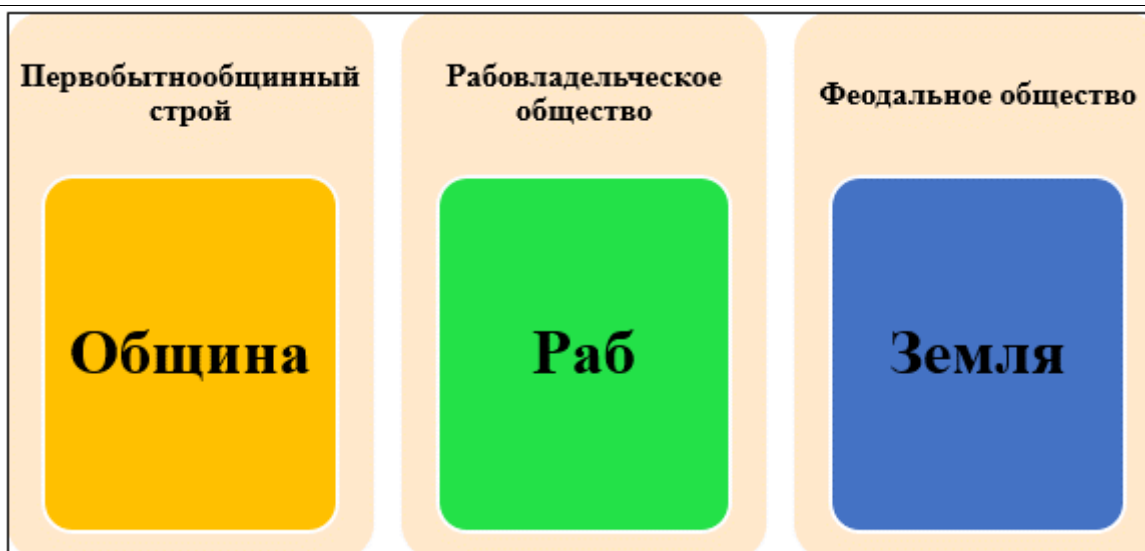 Первобытнообщинный
строй
Рабовладельческое
общество
Феодальное общество
Община
Раб
Земля